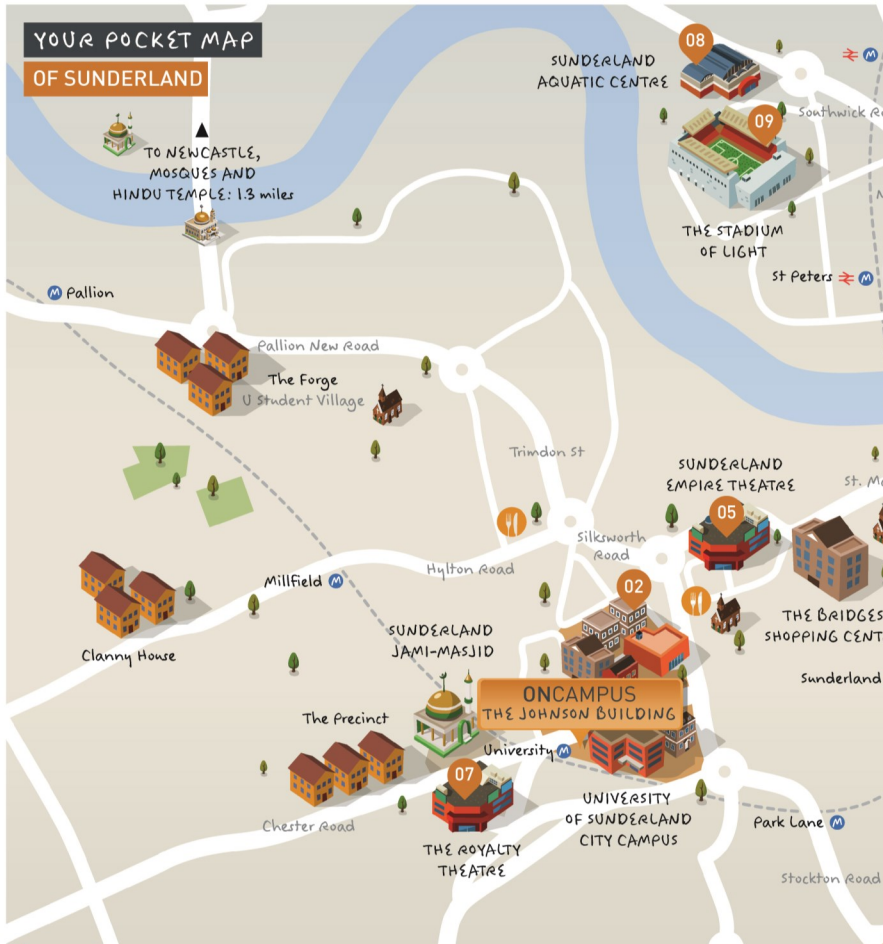 YOUR POCKET MAP
OF SUNDERLAND
08
SUNDERLAND
AQUATIC CENTRE
M
Southwick
09
TO NEWCASTLE,
MOSQUES AND
HINDU TEMPLE: 1.3 miles
THE STADIUM
OF LIGHT
St Peters M
M Pallion
Pallion New Road
The Forge
U Student Village
Trimdon St
SUNDERLAND
EMPIRE THEATRE
St.
05
Silksworth
Road
Hylton Road
Millfield M
02
THE BRIDGES
SHOPPING CENT
Clanny House
SUNDERLAND
JAMI-MASJID
Sunderland
ONCAMPUS
THE JOHNSON BUILDING
The Precinct
University M
07
UNIVERSITY
OF SUNDERLAND
CITY CAMPUS
Chester Road
Park Lane M
THE ROYALTY
THEATRE
Stockton Road